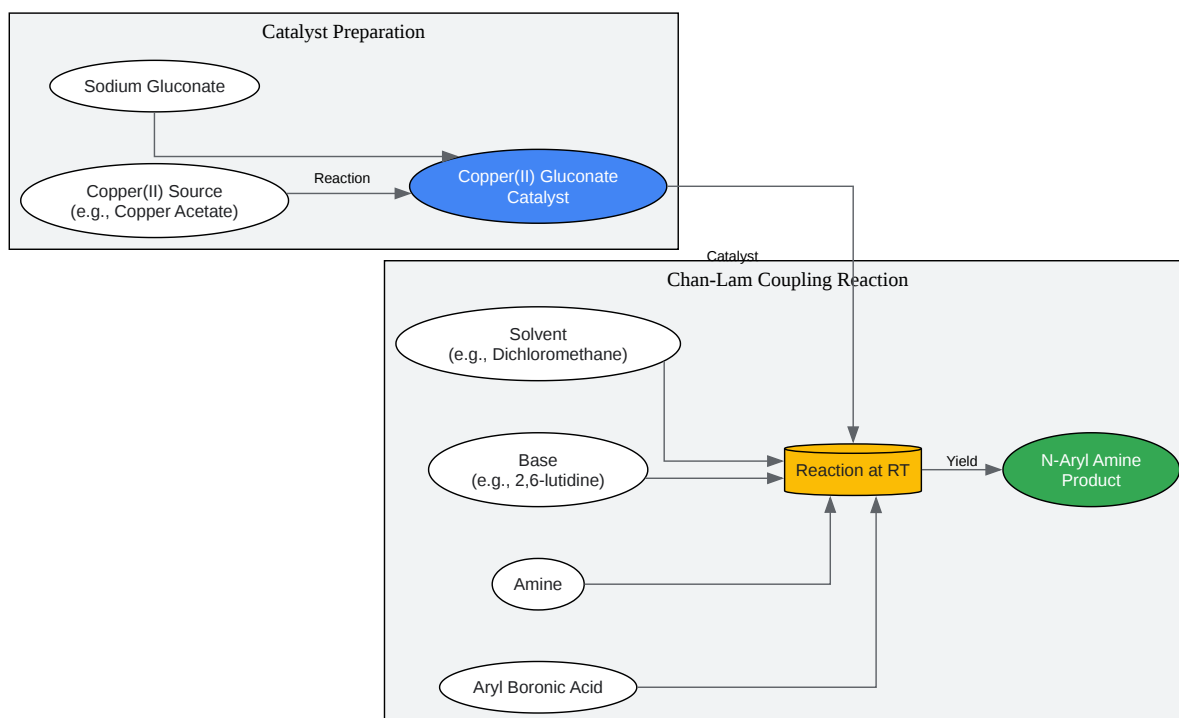 Catalyst Preparation
Sodium Gluconate
Copper(II) Source
(e.g., Copper Acetate)
Reaction
Copper(II) Gluconate
Catalyst
Catalyst
Chan-Lam Coupling Reaction
Solvent
(e.g., Dichloromethane)
Base
(e.g., 2,6-lutidine)
Reaction at RT
Yield
N-Aryl Amine
Product
Amine
Aryl Boronic Acid